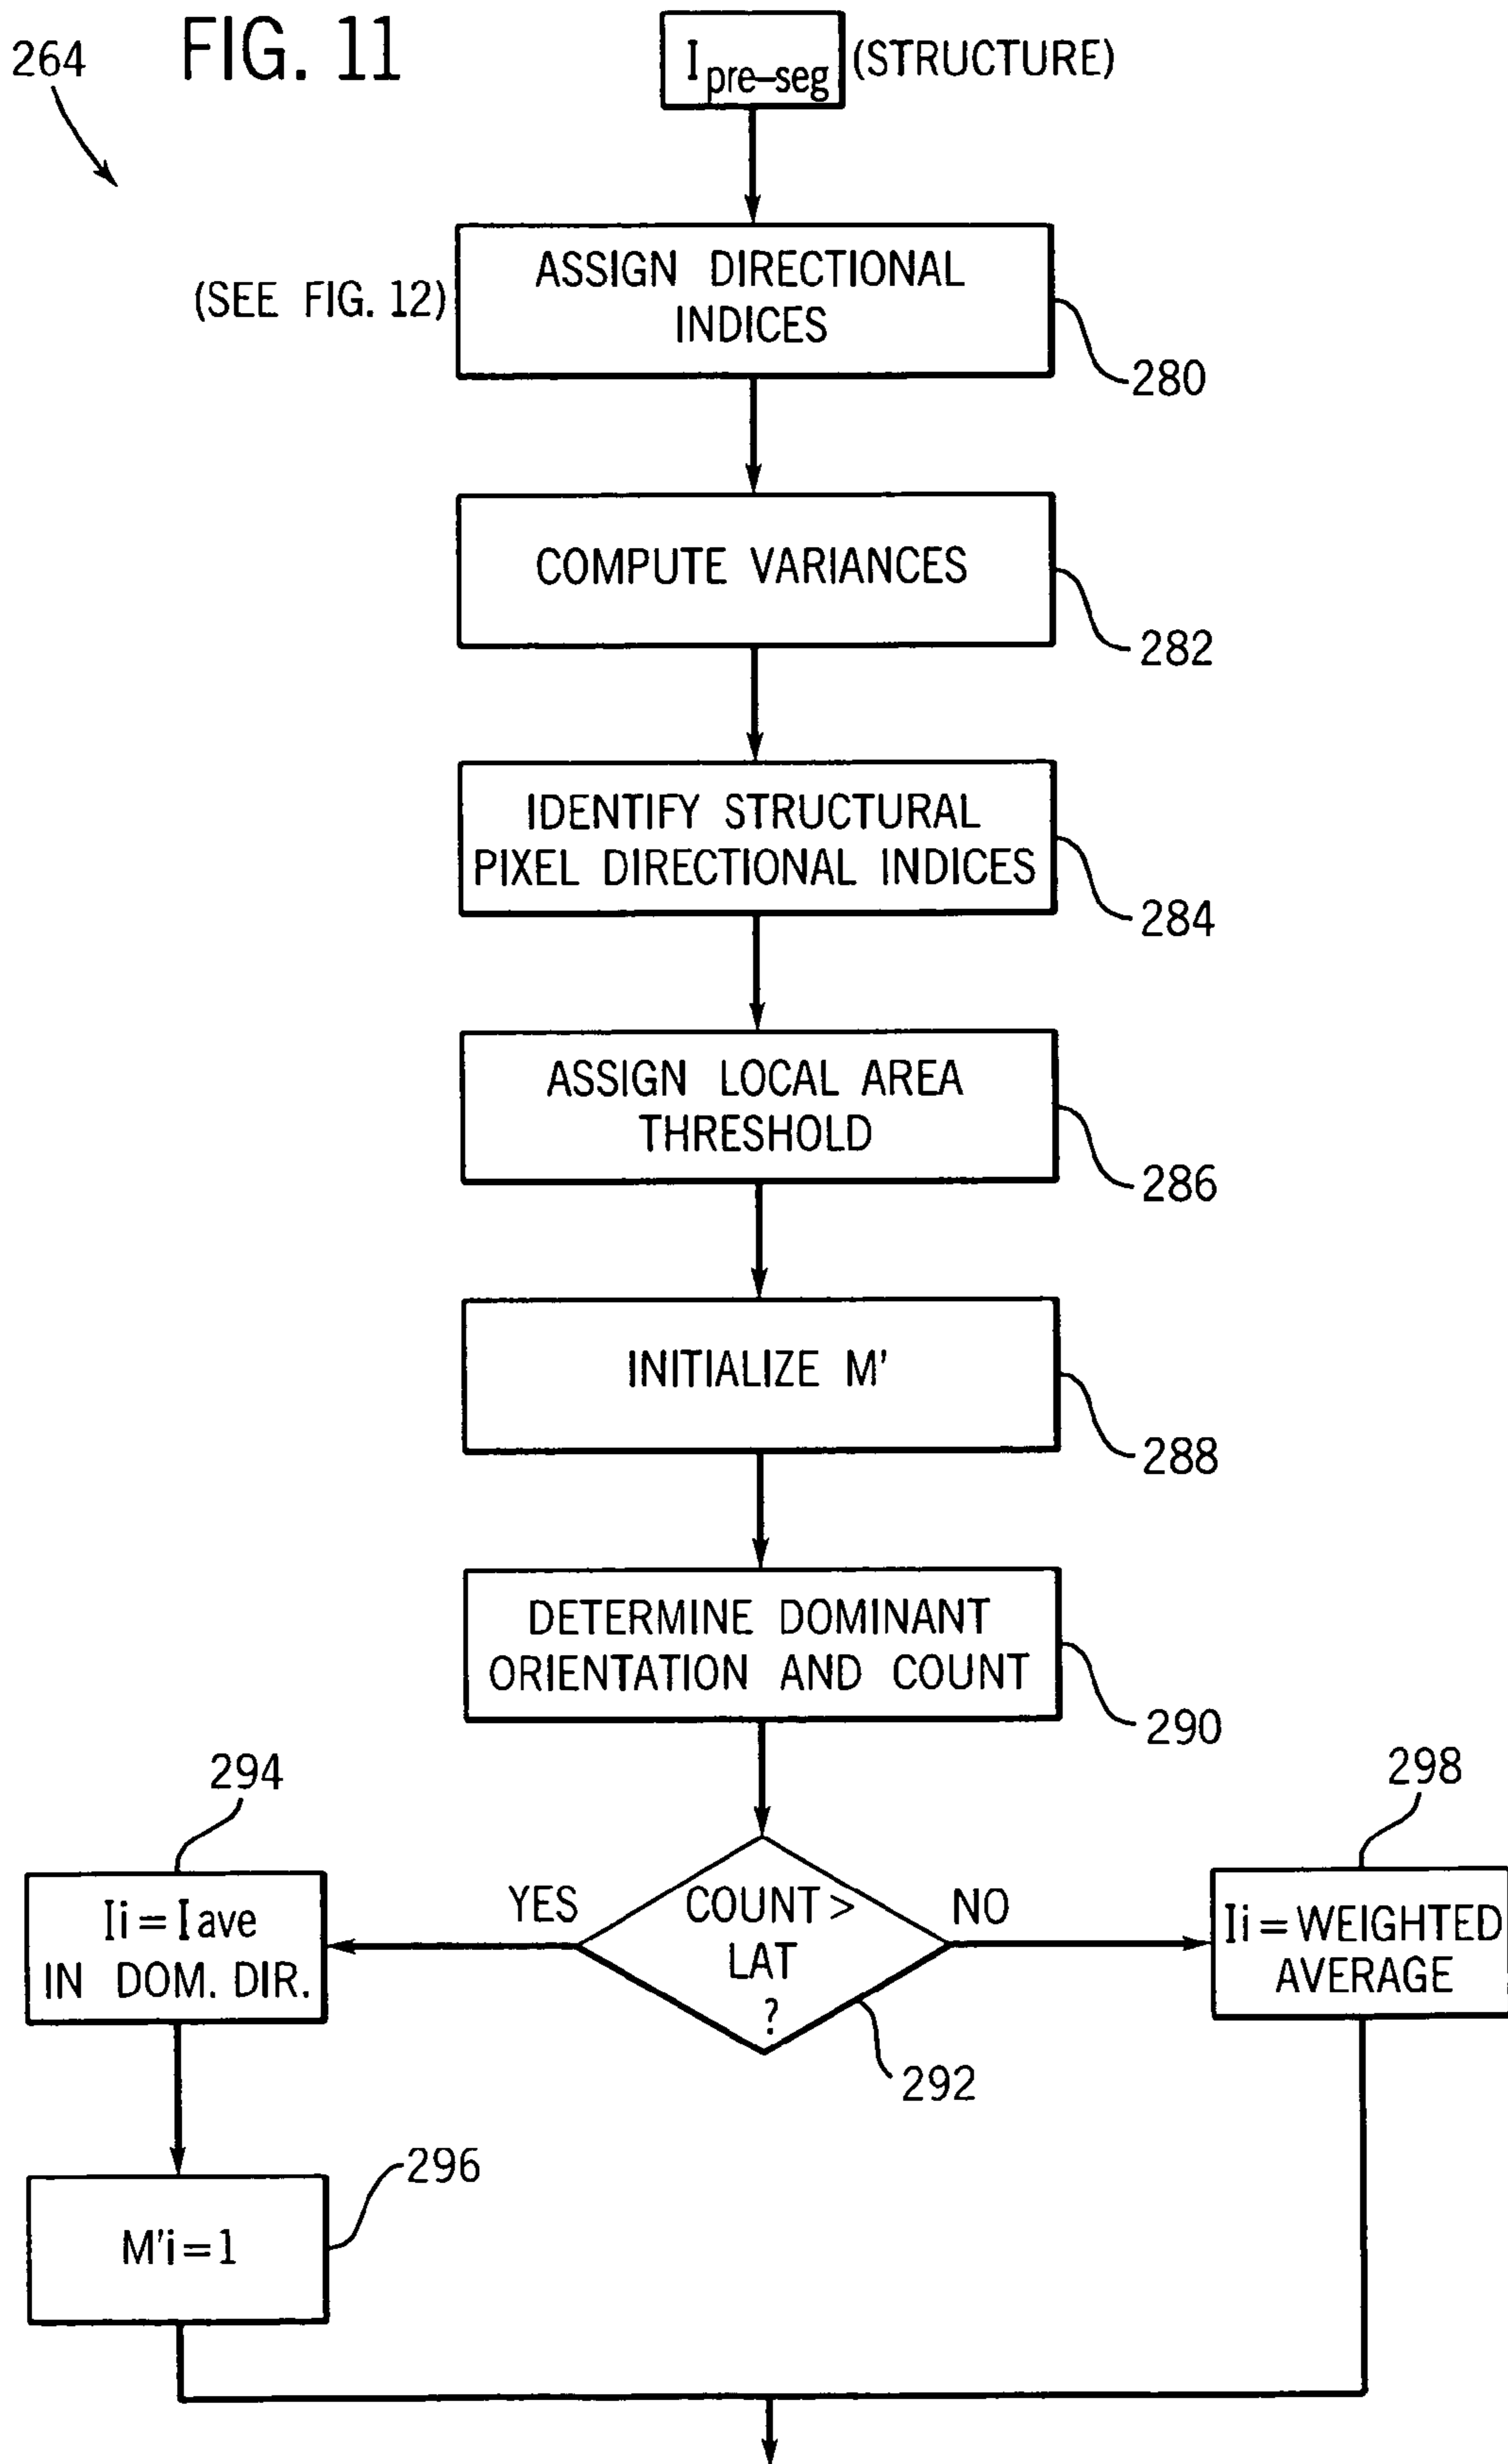 264
FIG. 11
Ipre-seg (STRUCTURE)
(SEE FIG. 12)
ASSIGN DIRECTIONAL
INDICES
280
COMPUTE VARIANCES
282
IDENTIFY STRUCTURAL
PIXEL DIRECTIONAL INDICES
284
ASSIGN LOCAL AREA
THRESHOLD
286
INITIALIZE M'
288
DETERMINE DOMINANT
ORIENTATION AND COUNT
290
294
Ii = Iave
IN DOM. DIR.
YES
COUNT >
LAT
?
292
NO
298
Ii = WEIGHTED
AVERAGE
M'i = 1
296